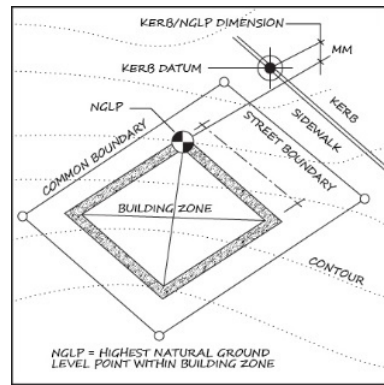 KERB/NGLP DIMENSION
MM
KERB DATUM
NGLP
KERB
SIDEWALK
STREET BOUNDARY
COMMON BOUNDARY
BUILDING ZONE
CONTOUR
NGLP = HIGHEST NATURAL GROUND
LEVEL POINT WITHIN BUILDING ZONE